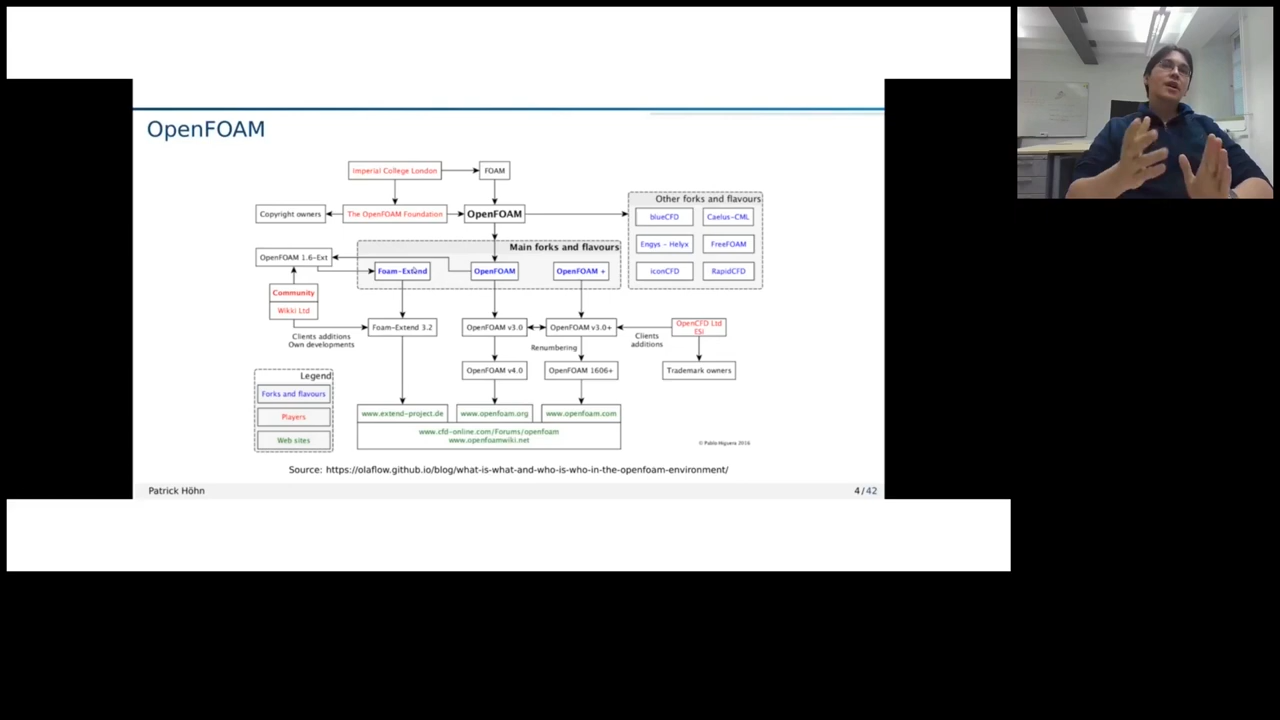 OpenFOAM
Imperial College London
FOAM
Copyright owners
The OpenFOAM Foundation
OpenFOAM
Other forks and flavours
blueCFD
Caelus-CML
Engys - Helyx
FreeFOAM
iconCFD
RapidCFD
Main forks and flavours
OpenFOAM 1.6-Ext
Foam-Extend
OpenFOAM
OpenFOAM +
Community
Wikki Ltd
Clients additions
Own developments
Foam-Extend 3.2
OpenFOAM v3.0
OpenFOAM v3.0+
OpenCFD Ltd
ESI
Clients
additions
Renumbering
OpenFOAM v4.0
OpenFOAM 1606+
Trademark owners
Legend
Forks and flavours
Players
Web sites
www.extend-project.de
www.openfoam.org
www.openfoam.com
www.cfd-online.com/Forums/openfoam
www.openfoamwiki.net
© Pablo Higuera 2016
Source: https://olaflow.github.io/blog/what-is-what-and-who-is-who-in-the-openfoam-environment/
Patrick Höhn
4/42